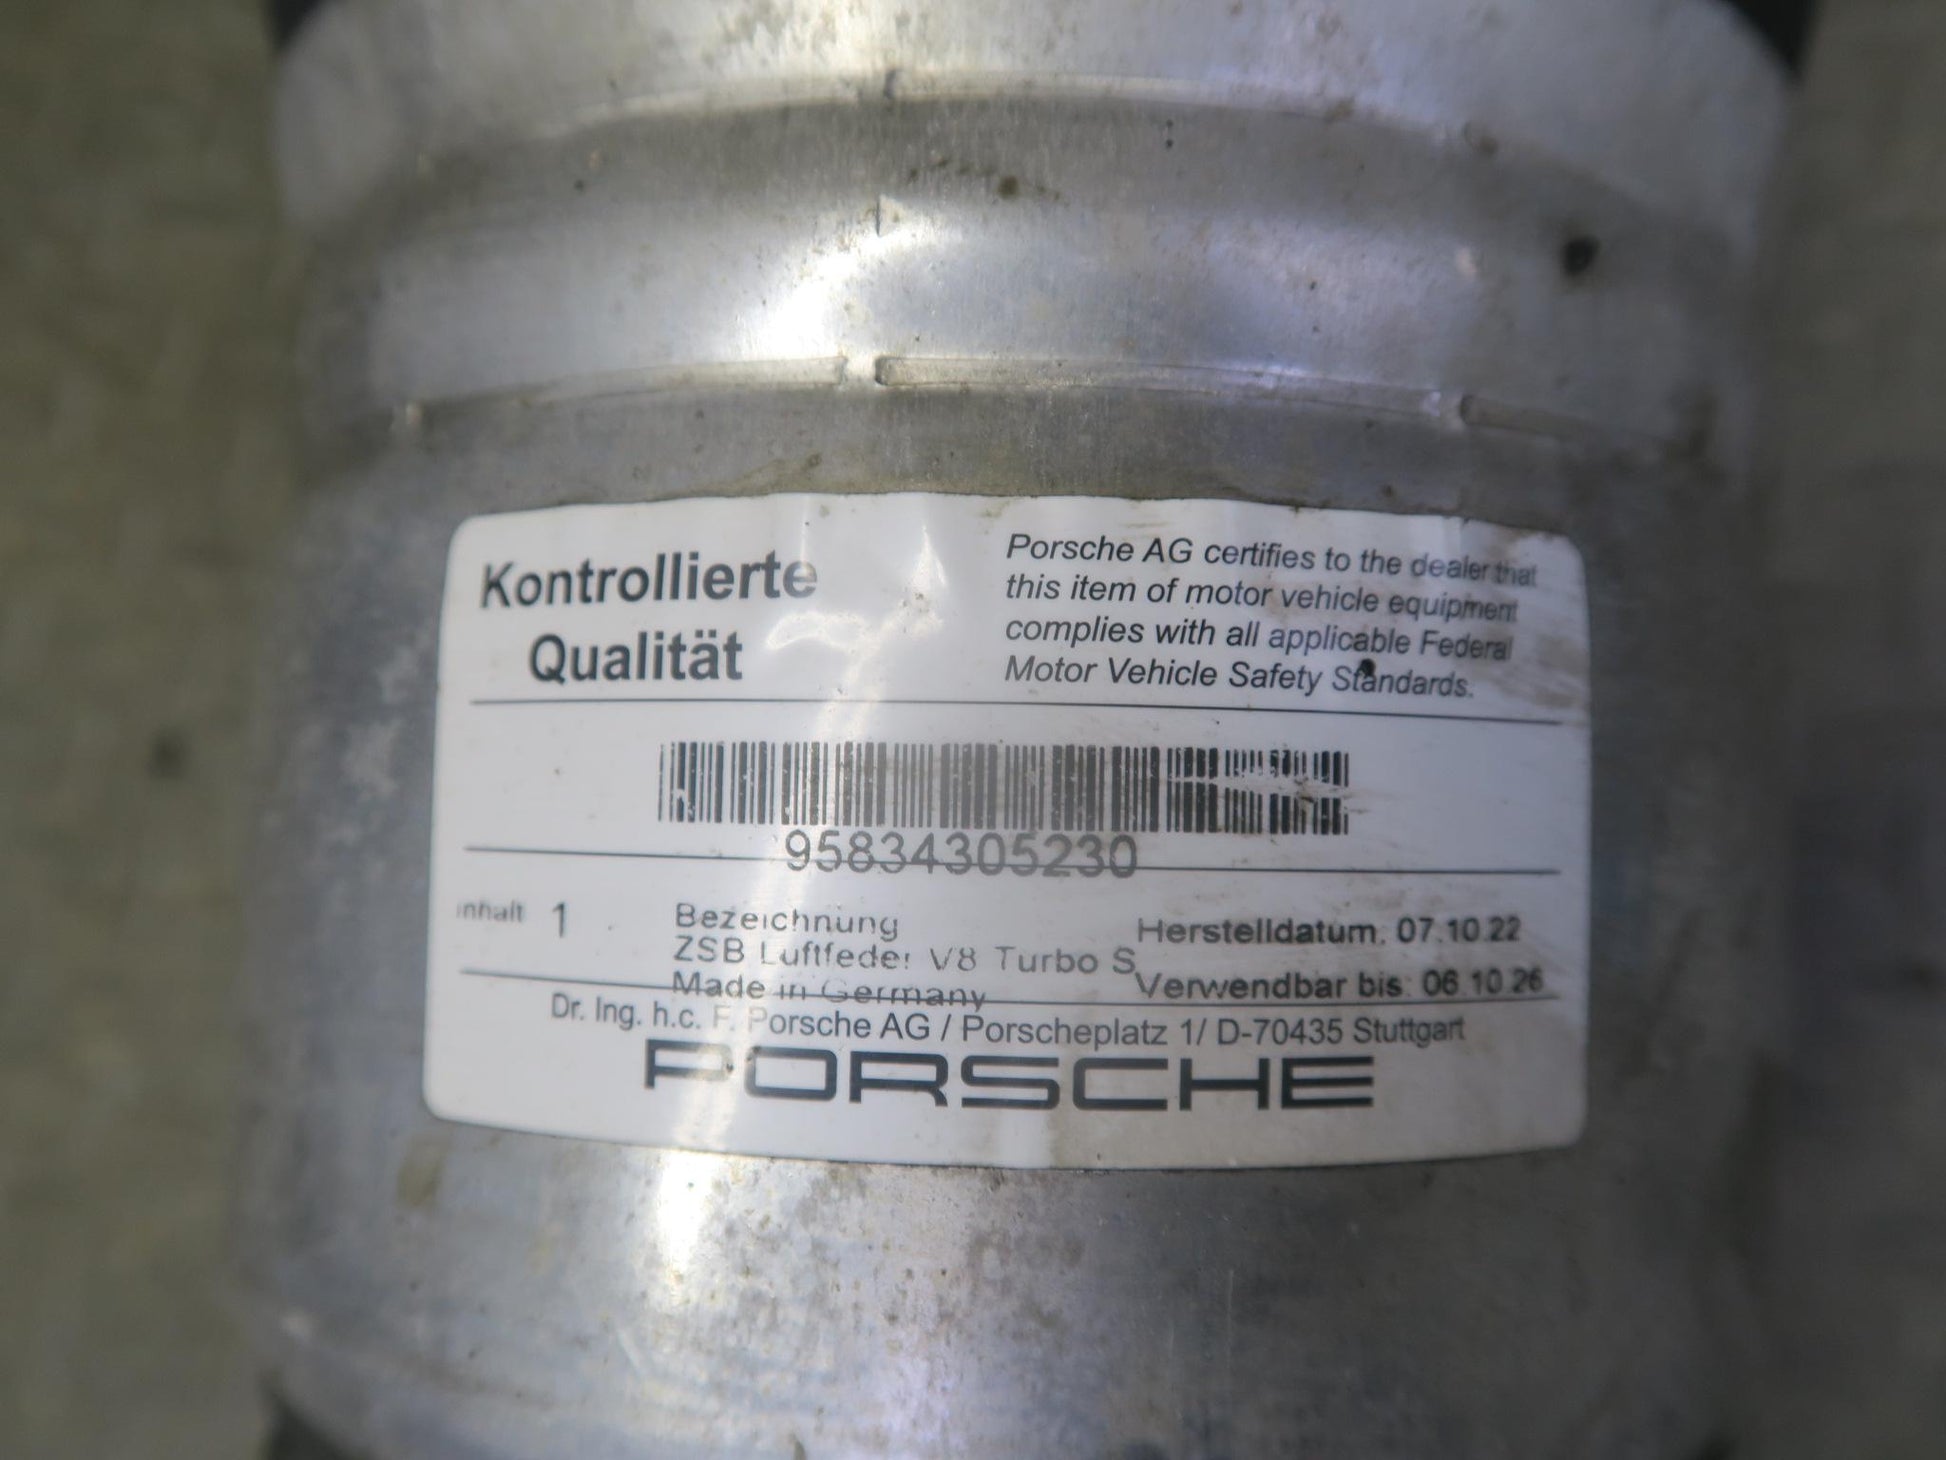 Kontrollierte
Qualität
Porsche AG certifies to the dealer that
this item of motor vehicle equipment
complies with all applicable Federal
Motor Vehicle Safety Standards.
95834305230
Inhalt 1
Bezeichnung
ZSB Luftfeder V8 Turbo S
Made in Germany
Herstelldatum: 07.10.22
Verwendbar bis: 06.10.26
Dr. Ing. h.c. F. Porsche AG / Porscheplatz 1/ D-70435 Stuttgart
PORSCHE